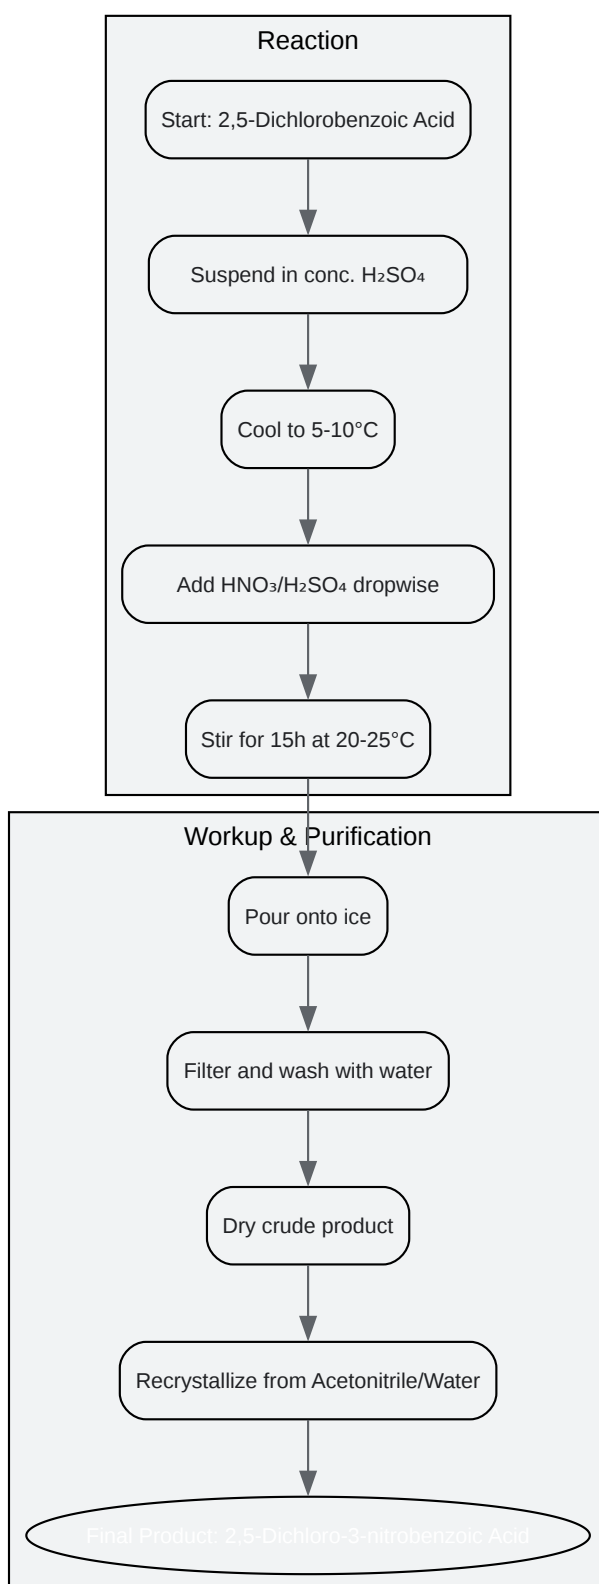 Reaction
Start: 2,5-Dichlorobenzoic Acid
Suspend in conc. H₂SO₄
Cool to 5-10°C
Add HNO₃/H₂SO₄ dropwise
Stir for 15h at 20-25°C
Workup & Purification
Pour onto ice
Filter and wash with water
Dry crude product
Recrystallize from Acetonitrile/Water
Final Product: 2,5-Dichloro-3-nitrobenzoic Acid